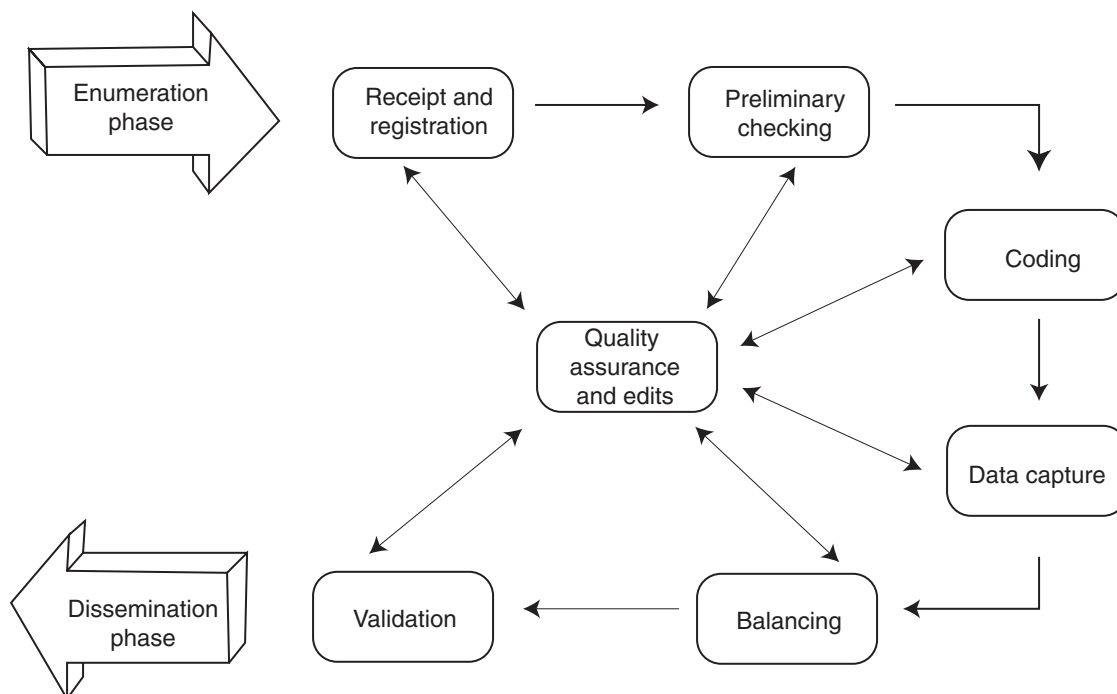 Enumeration
phase
Receipt and
registration
Preliminary
checking
Coding
Quality
assurance
and edits
Data capture
Dissemination
phase
Validation
Balancing